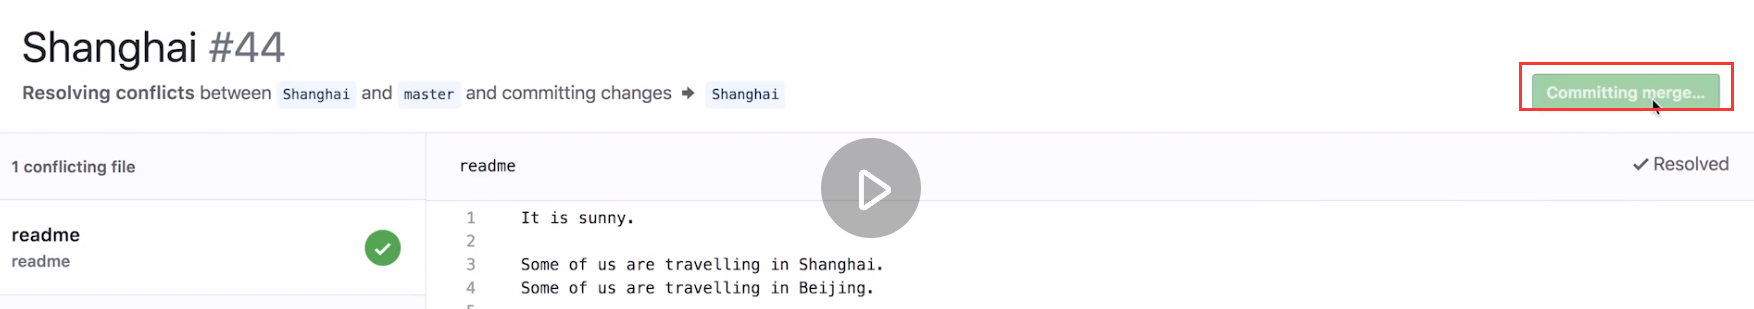 Shanghai #44
Resolving conflicts between Shanghai and master and committing changes → Shanghai
Committing merge...
1 conflicting file
readme
readme
readme
✓ Resolved
1 It is sunny.
2
3 Some of us are travelling in Shanghai.
4 Some of us are travelling in Beijing.